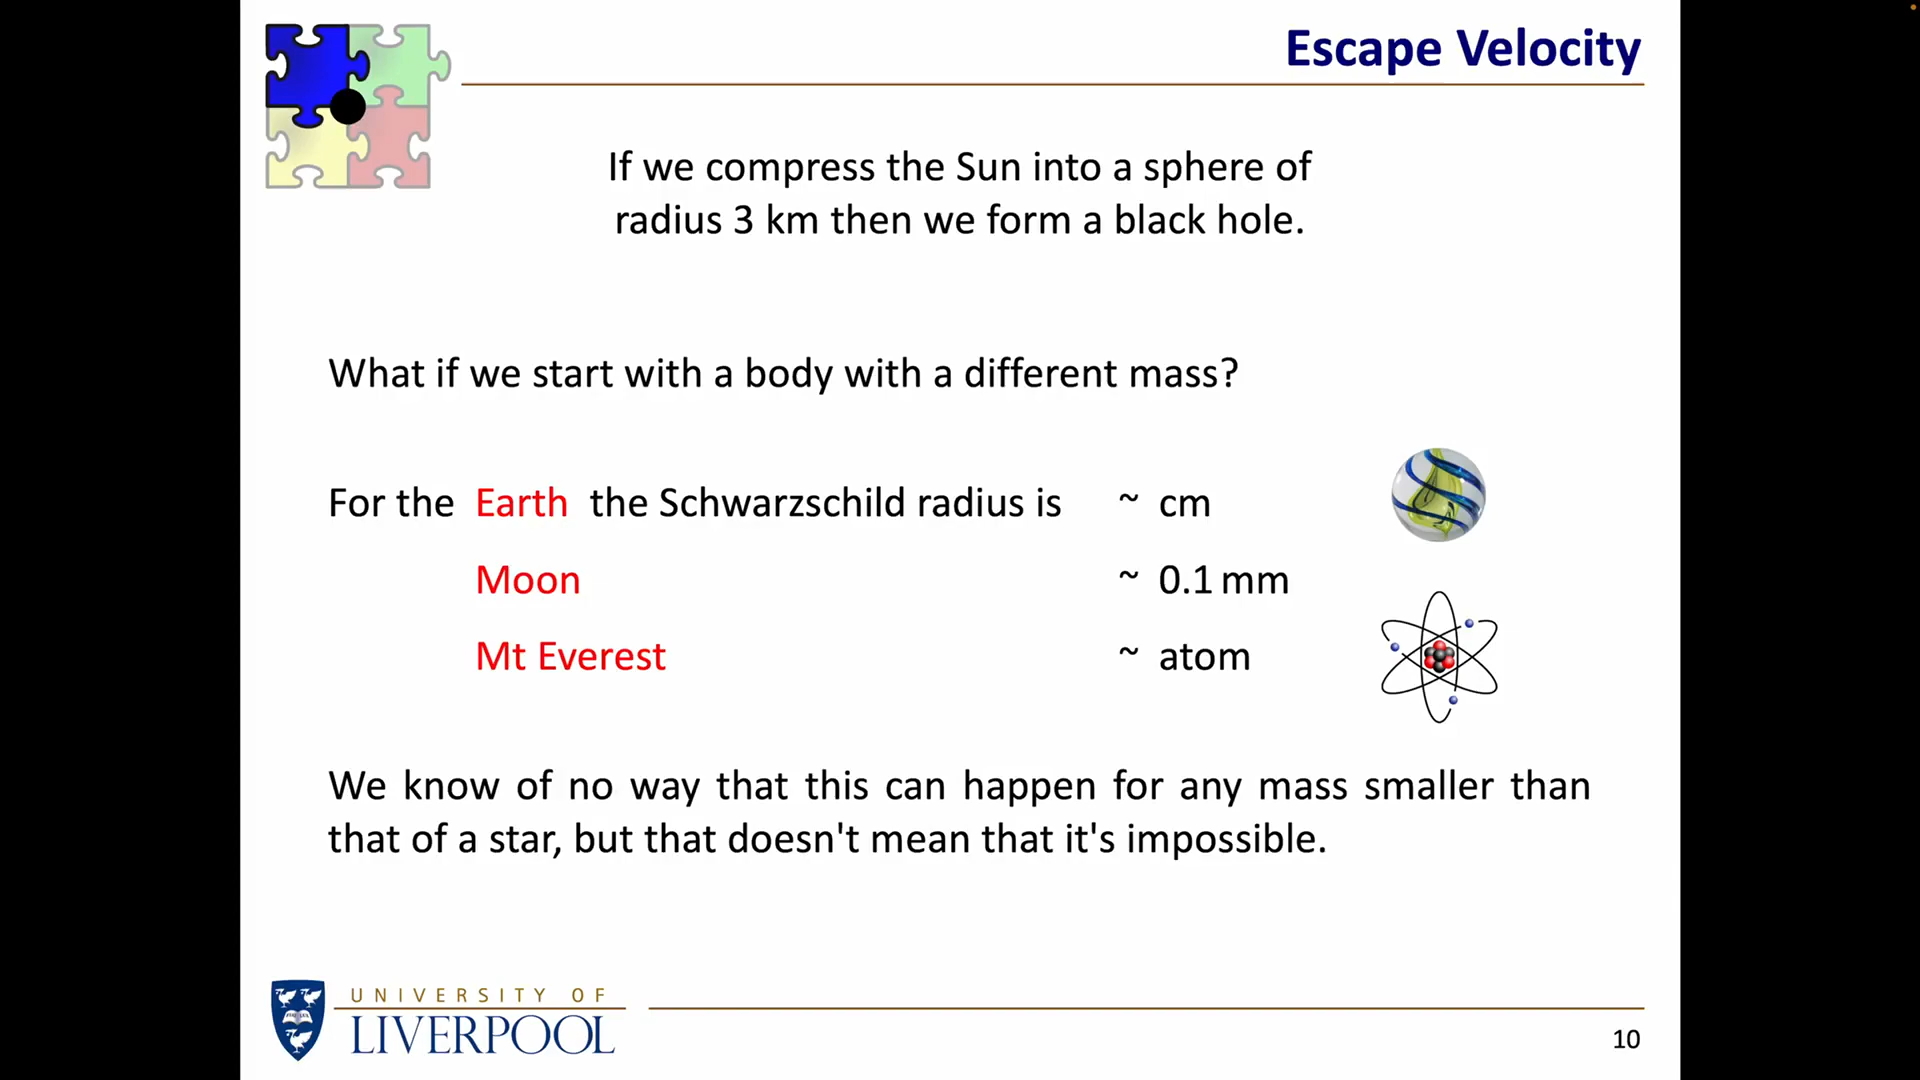 Escape Velocity
If we compress the Sun into a sphere of
radius 3 km then we form a black hole.
What if we start with a body with a different mass?
For the Earth the Schwarzschild radius is ~ cm
Moon ~ 0.1 mm
Mt Everest ~ atom
We know of no way that this can happen for any mass smaller than
that of a star, but that doesn't mean that it's impossible.
UNIVERSITY OF
LIVERPOOL
10